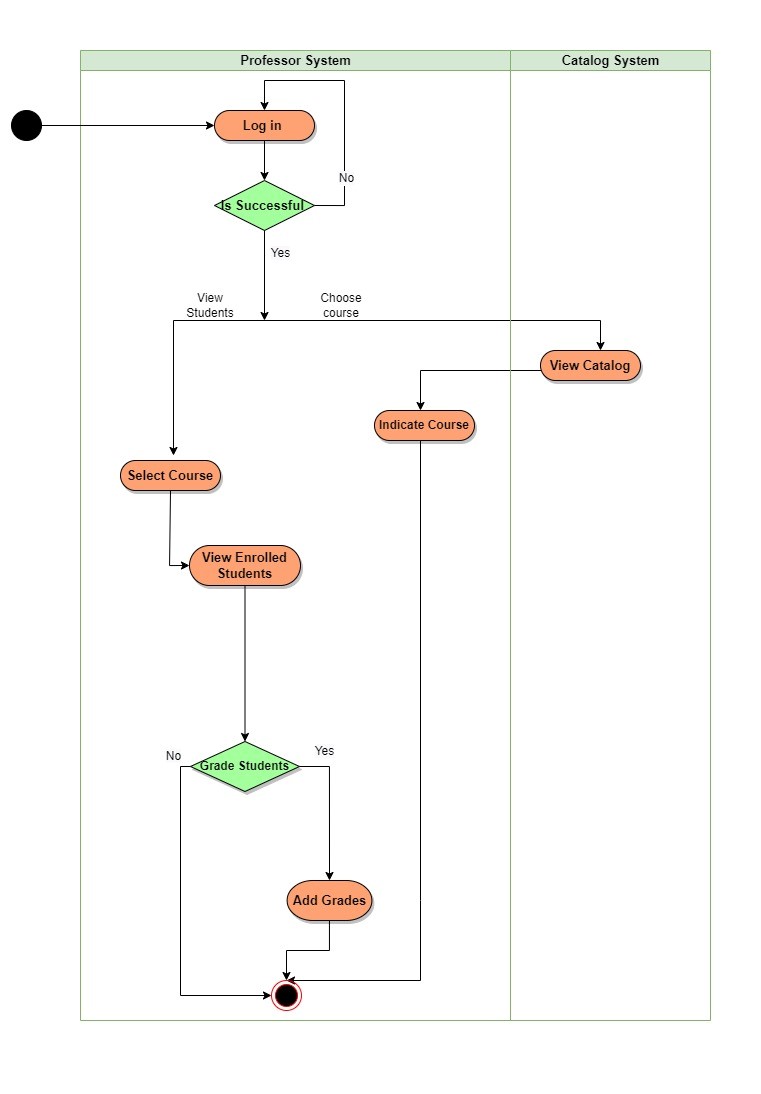 Professor System
Catalog System
Log in
No
Is Successful
Yes
View
Students
Choose
course
View Catalog
Indicate Course
Select Course
View Enrolled
Students
No
Yes
Grade Students
Add Grades